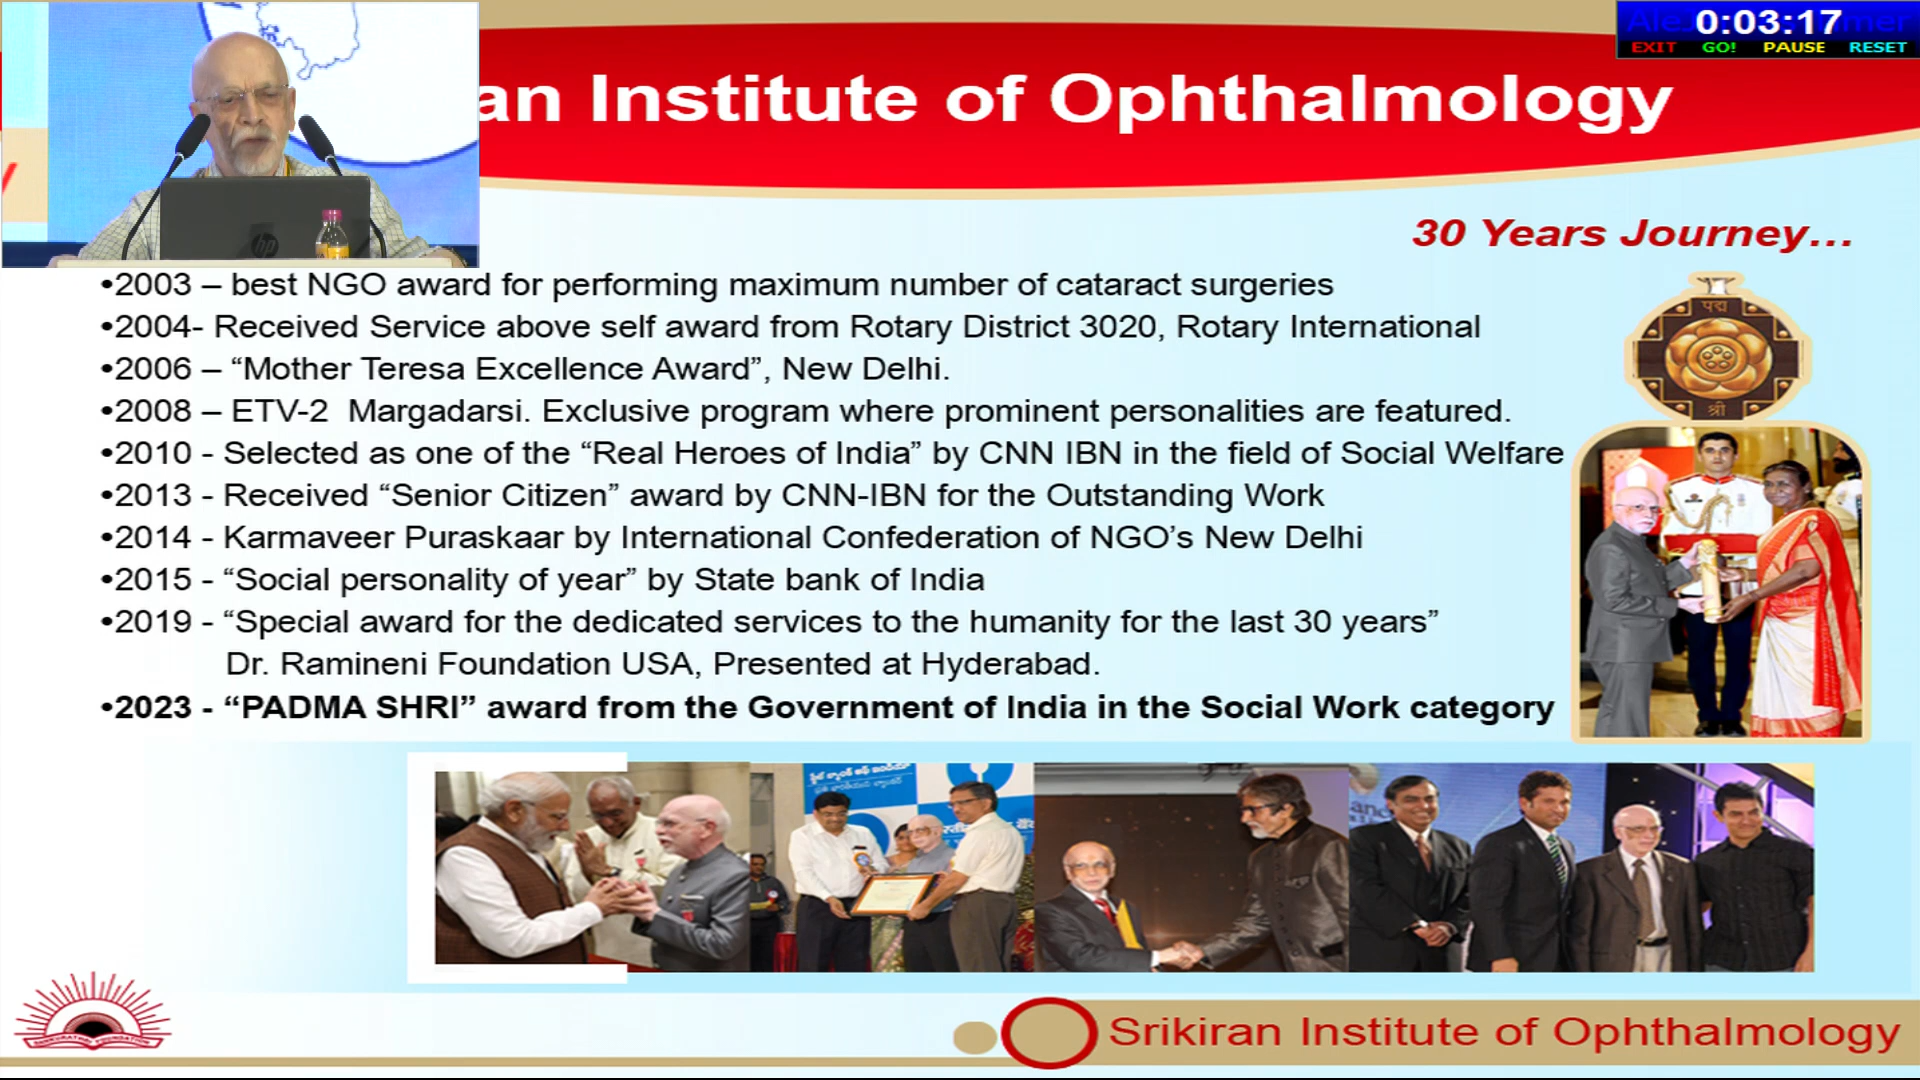 0:03:17
EXIT GO! PAUSE RESET
an Institute of Ophthalmology
30 Years Journey...
•2003 – best NGO award for performing maximum number of cataract surgeries
•2004- Received Service above self award from Rotary District 3020, Rotary International
•2006 – “Mother Teresa Excellence Award”, New Delhi.
•2008 – ETV-2 Margadarsi. Exclusive program where prominent personalities are featured.
•2010 - Selected as one of the “Real Heroes of India” by CNN IBN in the field of Social Welfare
•2013 - Received “Senior Citizen” award by CNN-IBN for the Outstanding Work
•2014 - Karmaveer Puraskaar by International Confederation of NGO’s New Delhi
•2015 - “Social personality of year” by State bank of India
•2019 - “Special award for the dedicated services to the humanity for the last 30 years”
Dr. Ramineni Foundation USA, Presented at Hyderabad.
•2023 - “PADMA SHRI” award from the Government of India in the Social Work category
पद्म
श्री
hp
SANKURATHRI FOUNDATION
Srikiran Institute of Ophthalmology